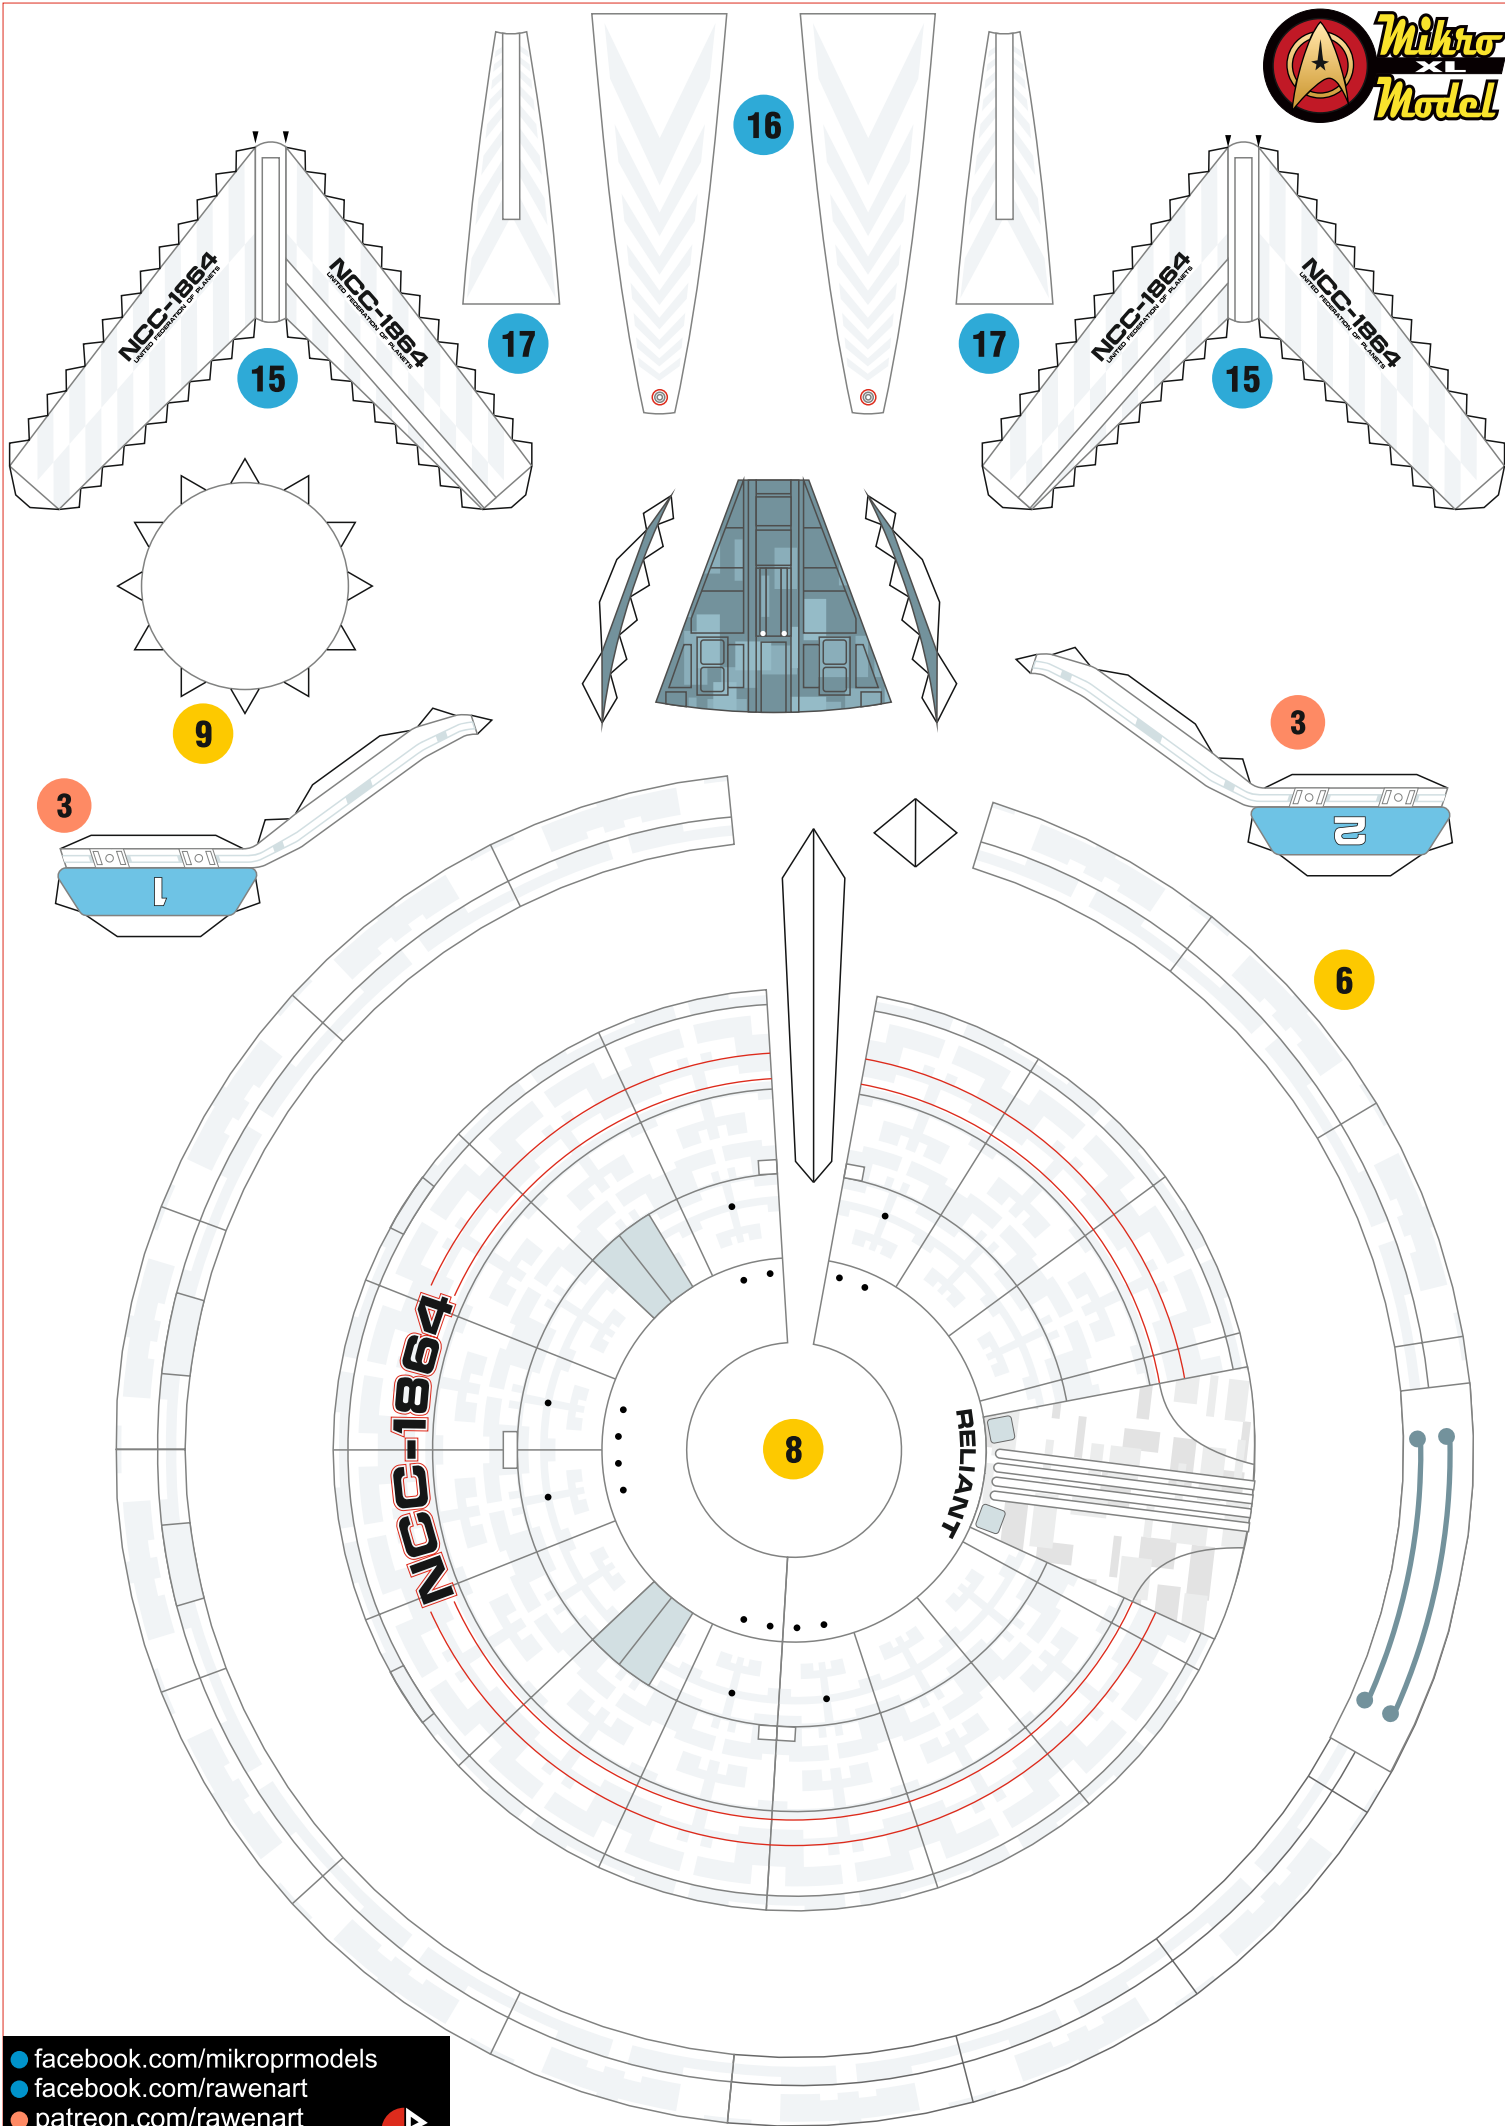 Mikro
XL
Model
16
NCC-1864
UNITED FEDERATION OF PLANETS
NCC-1864
UNITED FEDERATION OF PLANETS
15
17
17
NCC-1864
UNITED FEDERATION OF PLANETS
NCC-1864
UNITED FEDERATION OF PLANETS
15
9
3
1
3
2
6
NCC-1864
8
RELIANT
facebook.com/mikroprmodels
facebook.com/rawenart
patreon.com/rawenart